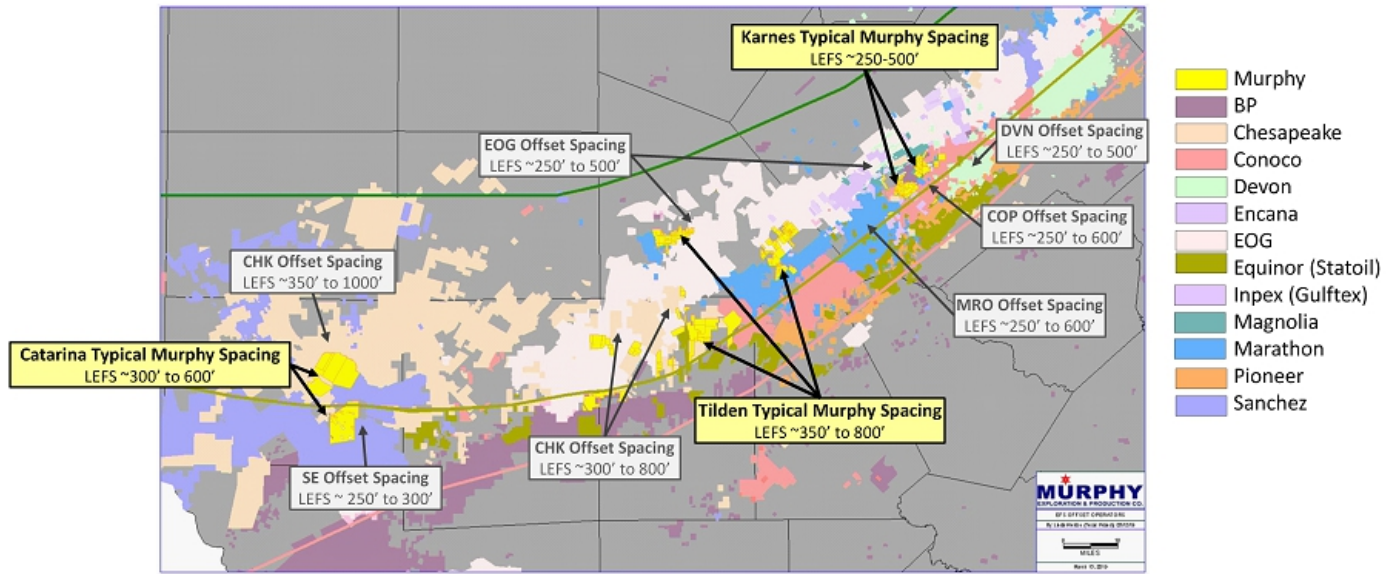 Karnes Typical Murphy Spacing
LEFS ~250-500'
EOG Offset Spacing
LEFS ~250' to 500'
DVN Offset Spacing
LEFS ~250' to 500'
COP Offset Spacing
LEFS ~250' to 600'
CHK Offset Spacing
LEFS ~350' to 1000'
MRO Offset Spacing
LEFS ~250' to 600'
Catarina Typical Murphy Spacing
LEFS ~300' to 600'
Tilden Typical Murphy Spacing
LEFS ~350' to 800'
CHK Offset Spacing
LEFS ~300' to 800'
SE Offset Spacing
LEFS ~ 250' to 300'
Murphy
BP
Chesapeake
Conoco
Devon
Encana
EOG
Equinor (Statoil)
Inpex (Gulftex)
Magnolia
Marathon
Pioneer
Sanchez
MURPHY
EXPLORATION & PRODUCTION CO.
EFS OFFSET OPERATORS
MILES